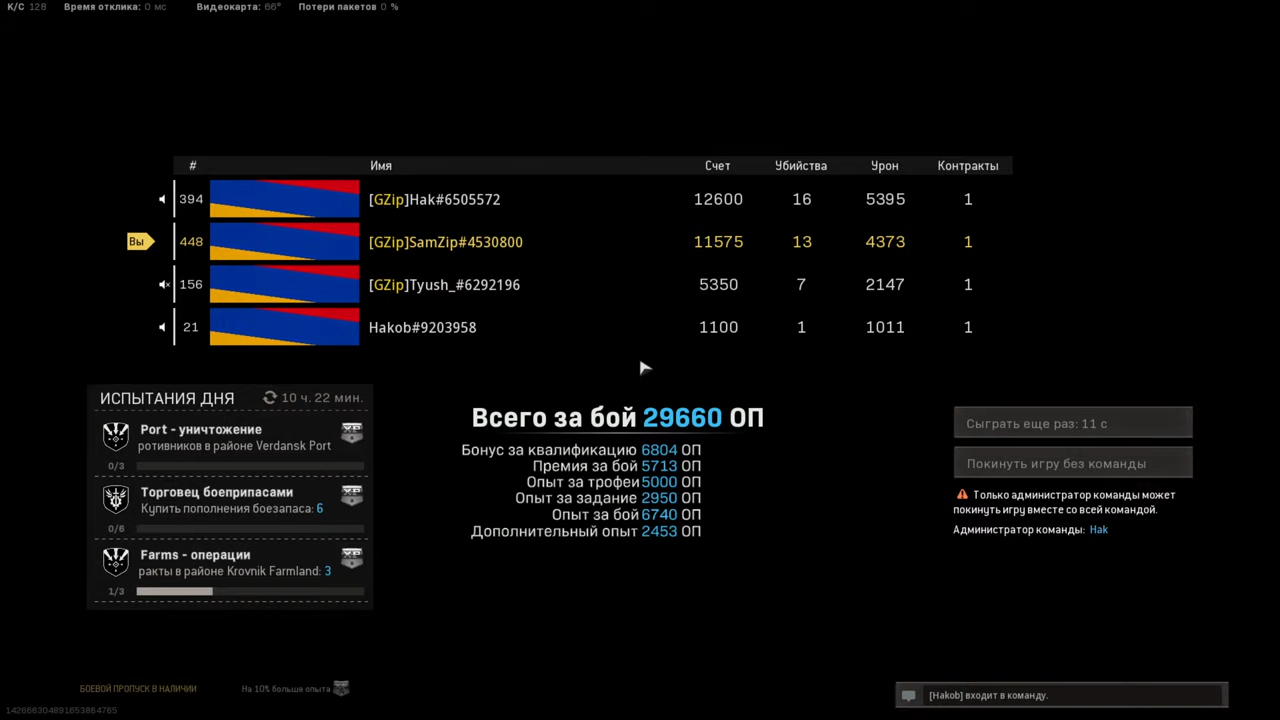 К/С 128 Время отклика: 0 мс Видеокарта: 66° Потери пакетов 0 %
# Имя Счет Убийства Урон Контракты
394 [GZip]Hak#6505572 12600 16 5395 1
Вы 448 [GZip]SamZip#4530800 11575 13 4373 1
156 [GZip]Tyush_#6292196 5350 7 2147 1
21 Hakob#9203958 1100 1 1011 1
ИСПЫТАНИЯ ДНЯ 10 ч. 22 мин.
Port - уничтожение
ротивников в районе Verdansk Port
0/3
Торговец боеприпасами
Купить пополнения боезапаса: 6
0/6
Farms - операции
ракты в районе Krovnik Farmland: 3
1/3
Всего за бой 29660 ОП
Бонус за квалификацию 6804 ОП
Премия за бой 5713 ОП
Опыт за трофеи 5000 ОП
Опыт за задание 2950 ОП
Опыт за бой 6740 ОП
Дополнительный опыт 2453 ОП
Сыграть еще раз: 11 с
Покинуть игру без команды
Только администратор команды может
покинуть игру вместе со всей командой.
Администратор команды: Hak
БОЕВОЙ ПРОПУСК В НАЛИЧИИ На 10% больше опыта
[Hakob] входит в команду.